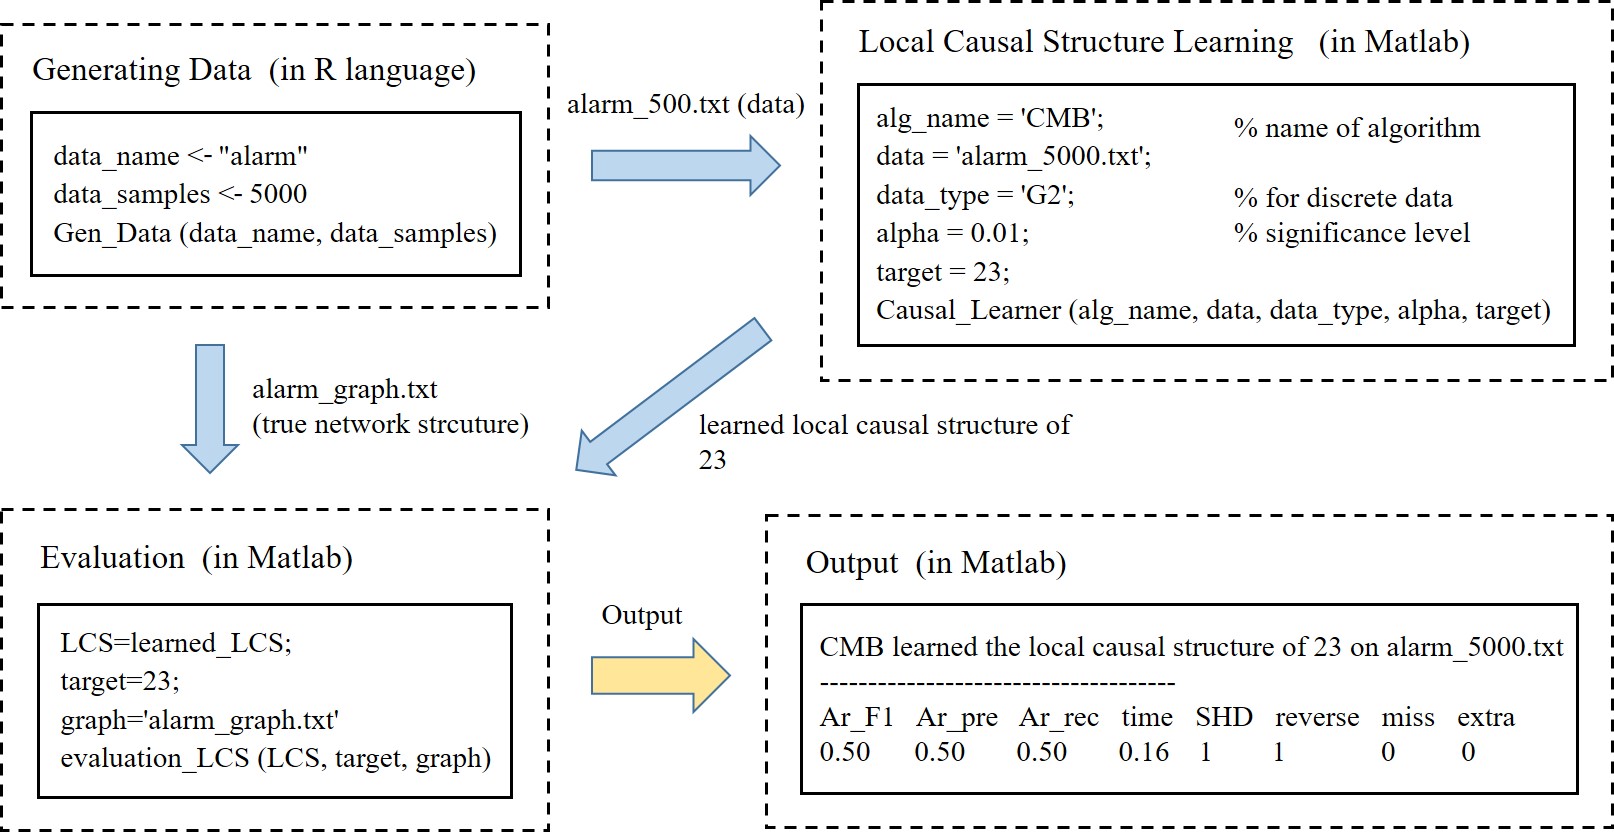 Generating Data (in R language)
data_name <- "alarm"
data_samples <- 5000
Gen_Data (data_name, data_samples)
alarm_500.txt (data)
Local Causal Structure Learning (in Matlab)
alg_name = 'CMB'; % name of algorithm
data = 'alarm_5000.txt';
data_type = 'G2'; % for discrete data
alpha = 0.01; % significance level
target = 23;
Causal_Learner (alg_name, data, data_type, alpha, target)
alarm_graph.txt
(true network strcuture)
learned local causal structure of
23
Evaluation (in Matlab)
LCS=learned_LCS;
target=23;
graph='alarm_graph.txt'
evaluation_LCS (LCS, target, graph)
Output
Output (in Matlab)
CMB learned the local causal structure of 23 on alarm_5000.txt
-------------------------------------
Ar_F1 Ar_pre Ar_rec time SHD reverse miss extra
0.50 0.50 0.50 0.16 1 1 0 0